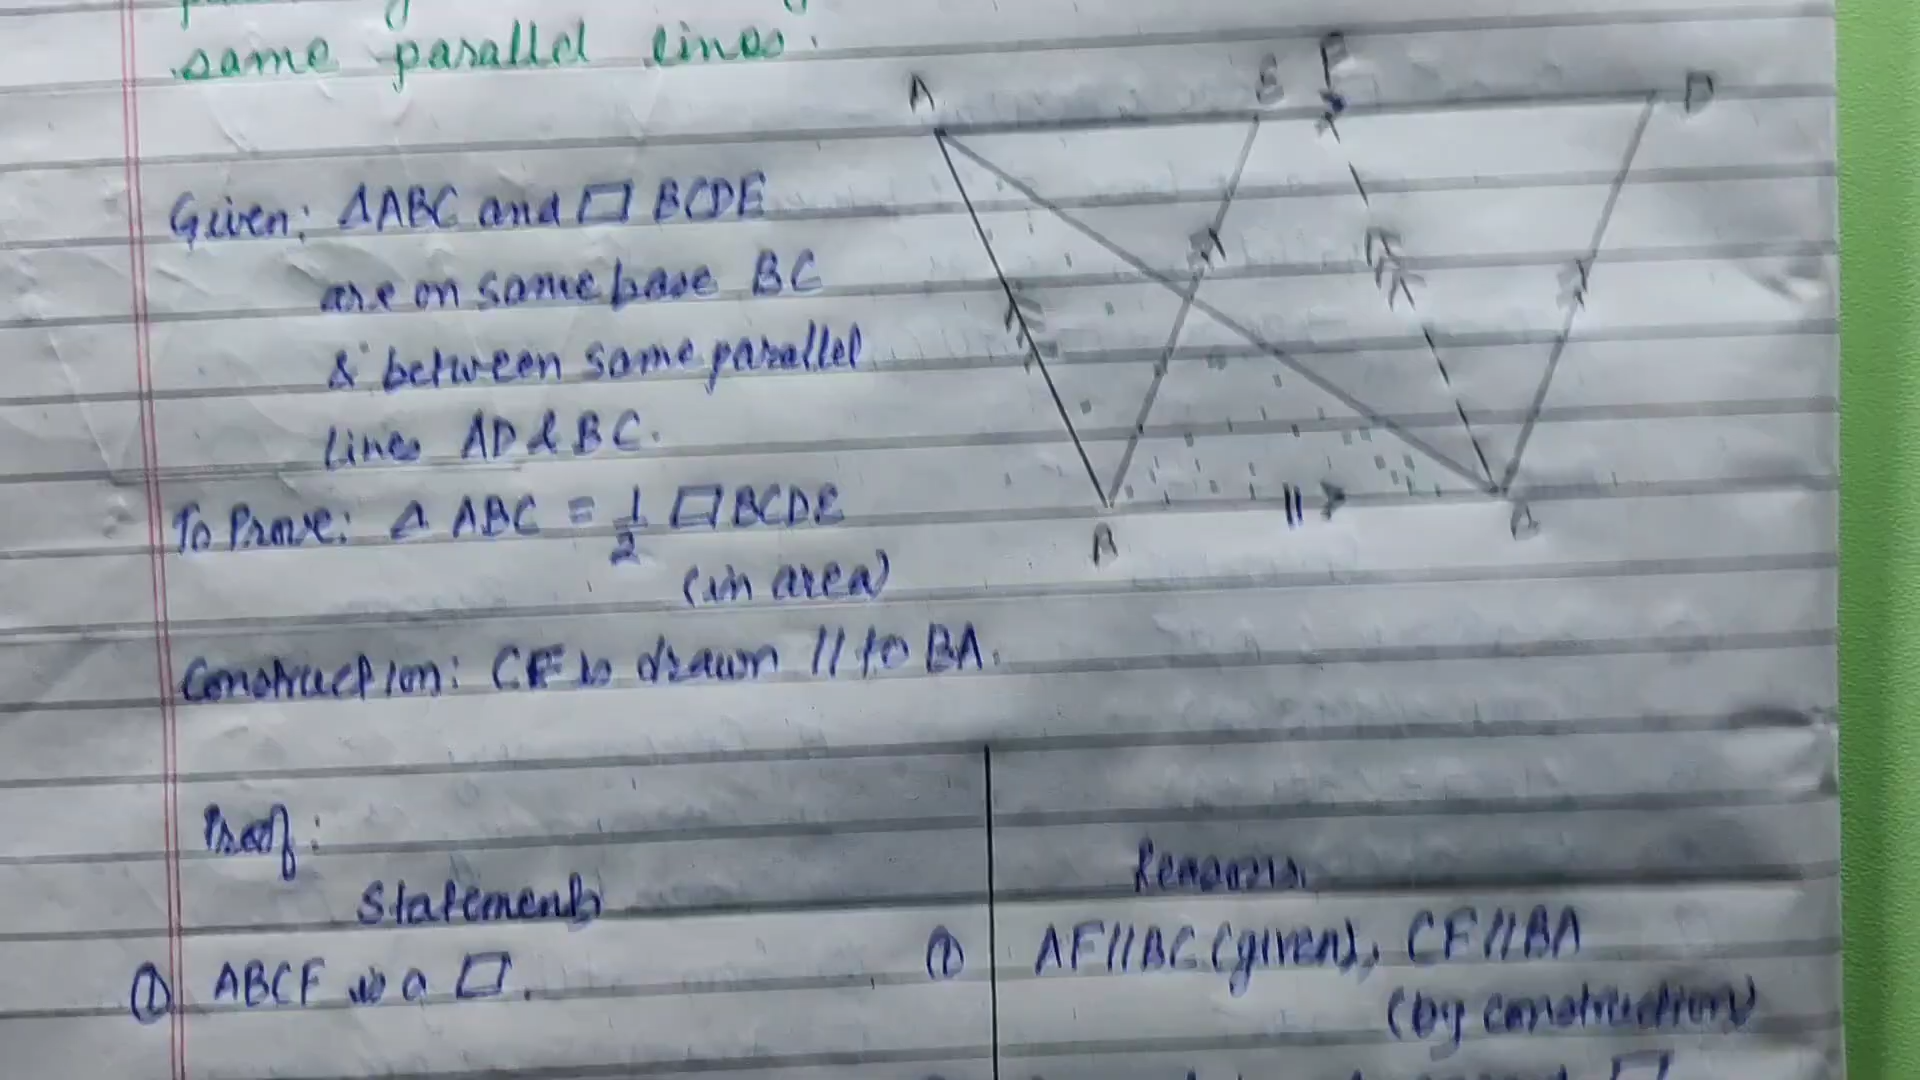 same parallel lines.
A E F D
Given: ΔABC and ▱ BCDE
are on same base BC
& between same parallel
lines AD & BC.
To Prove: Δ ABC = 1/2 ▱ BCDE
(in area)
B C
Construction: CF is drawn // to BA.
Proof:
Statements Reasons
① ABCF is a ▱. ① AF//BC (given), CF//BA
(by construction)